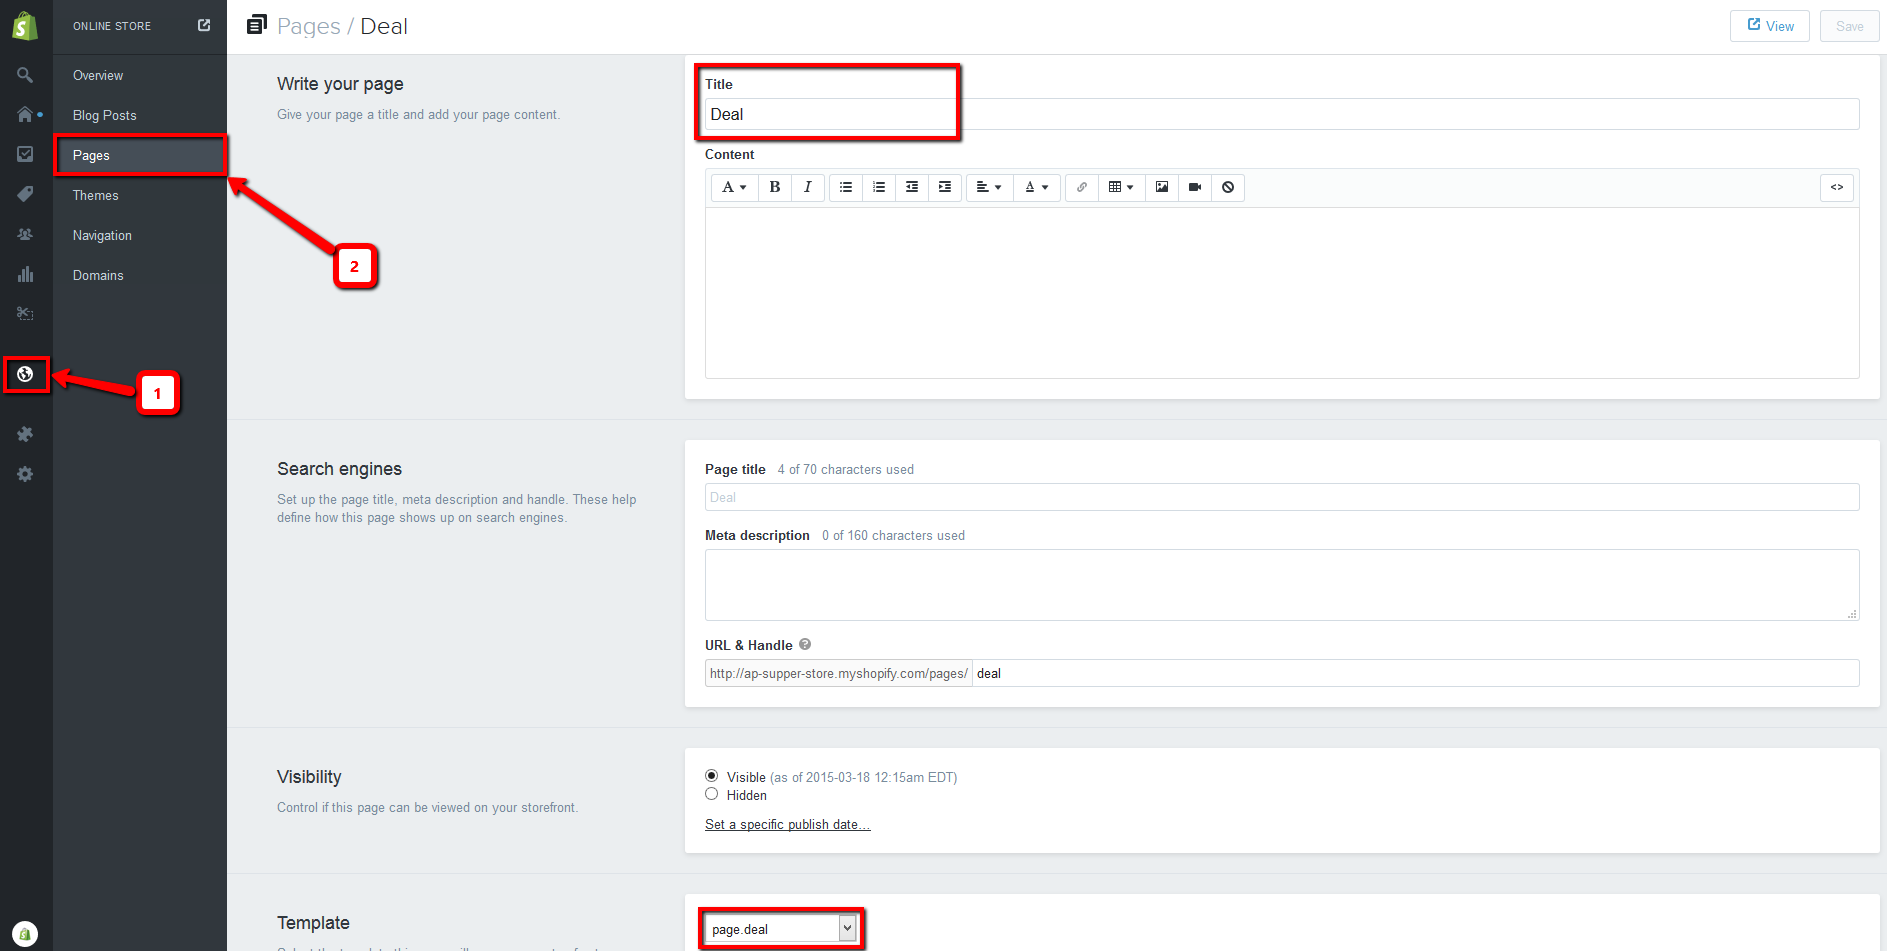 ONLINE STORE
Overview
Blog Posts
Pages
Themes
Navigation
Domains
1
2
Pages / Deal
View
Save
Write your page
Give your page a title and add your page content.
Title
Deal
Content
A
B
I
A
<>
Search engines
Set up the page title, meta description and handle. These help
define how this page shows up on search engines.
Page title 4 of 70 characters used
Deal
Meta description 0 of 160 characters used
URL & Handle ?
http://ap-supper-store.myshopify.com/pages/ deal
Visibility
Control if this page can be viewed on your storefront.
Visible (as of 2015-03-18 12:15am EDT)
Hidden
Set a specific publish date...
Template
page.deal